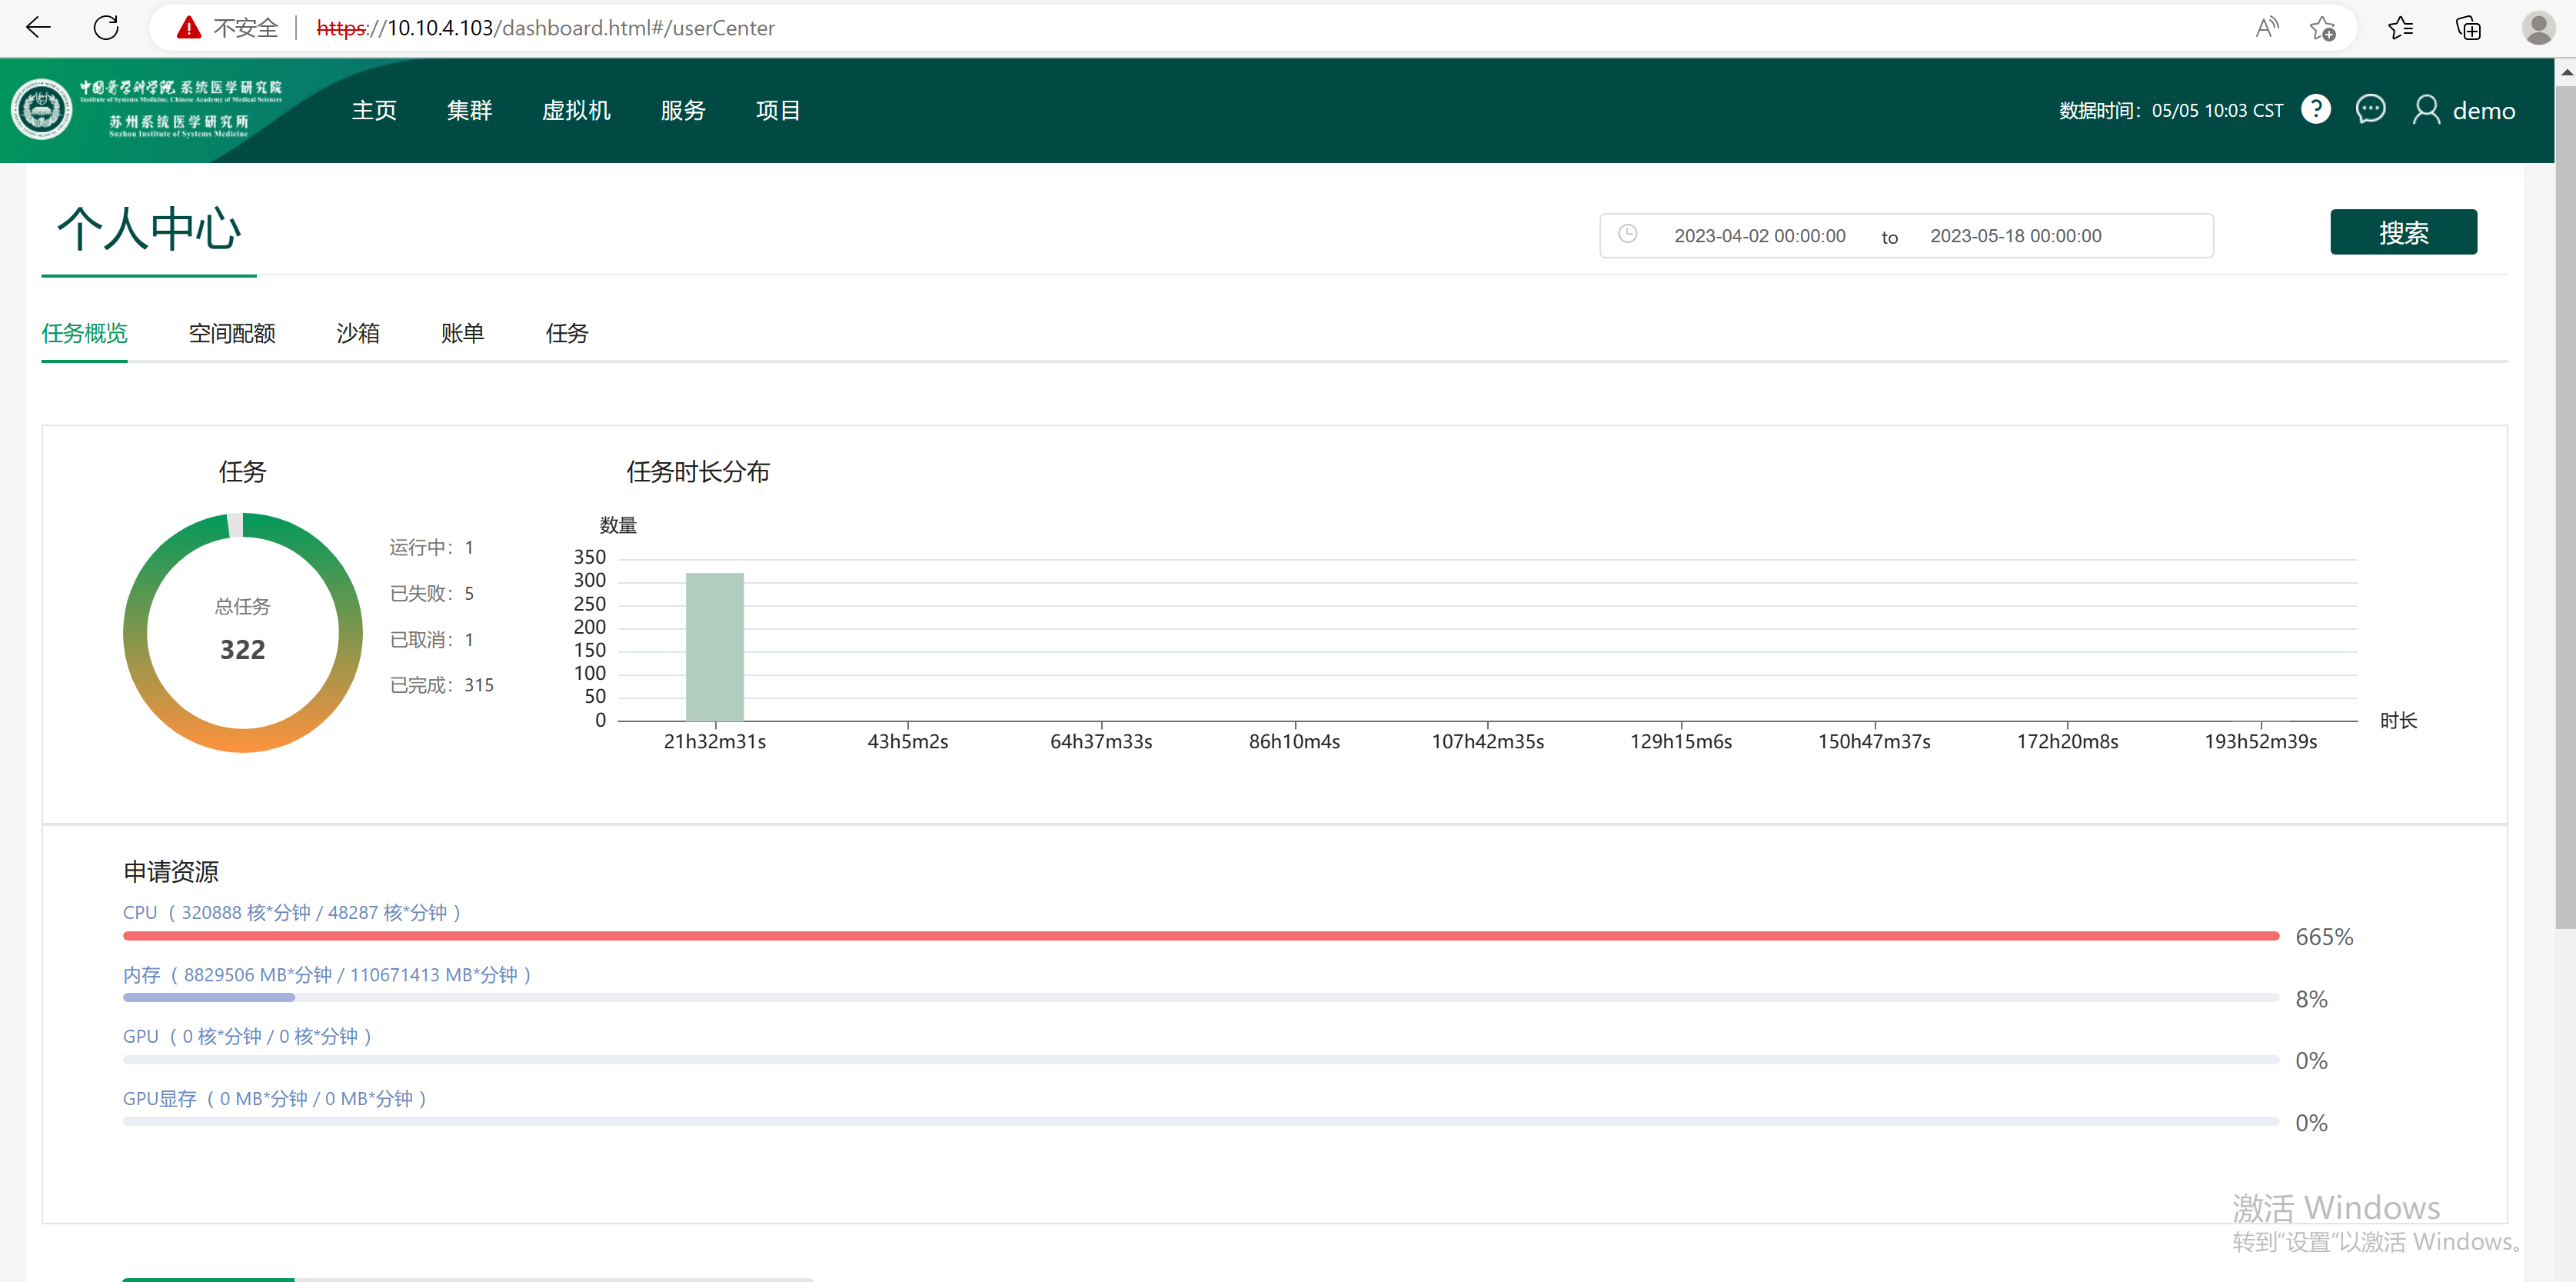 不安全 https://10.10.4.103/dashboard.html#/userCenter
中国医学科学院 系统医学研究院
Institute of Systems Medicine, Chinese Academy of Medical Sciences
苏州系统医学研究所
Suzhou Institute of Systems Medicine
主页 集群 虚拟机 服务 项目
数据时间：05/05 10:03 CST ? demo
个人中心
2023-04-02 00:00:00 to 2023-05-18 00:00:00 搜索
任务概览 空间配额 沙箱 账单 任务
任务
总任务
322
运行中：1
已失败：5
已取消：1
已完成：315
任务时长分布
数量
350
300
250
200
150
100
50
0
21h32m31s 43h5m2s 64h37m33s 86h10m4s 107h42m35s 129h15m6s 150h47m37s 172h20m8s 193h52m39s
时长
申请资源
CPU（ 320888 核*分钟 / 48287 核*分钟 ）
665%
内存（ 8829506 MB*分钟 / 110671413 MB*分钟 ）
8%
GPU（ 0 核*分钟 / 0 核*分钟 ）
0%
GPU显存（ 0 MB*分钟 / 0 MB*分钟 ）
0%
激活 Windows
转到"设置"以激活 Windows。